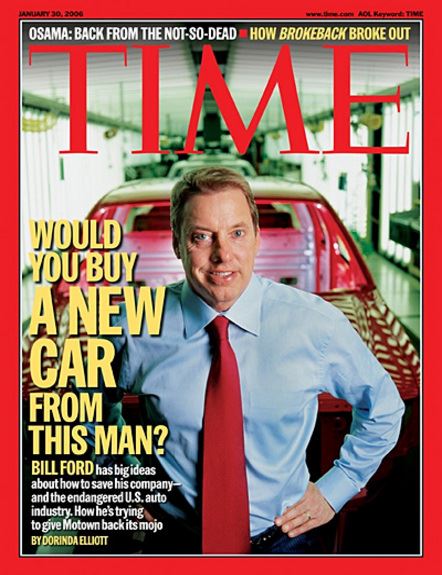 JANUARY 30, 2006 www.time.com AOL Keyword: TIME
OSAMA: BACK FROM THE NOT-SO-DEAD ■ HOW BROKEBACK BROKE OUT
TIME
WOULD
YOU BUY
A NEW
CAR
FROM
THIS MAN?
BILL FORD has big ideas
about how to save his company—
and the endangered U.S. auto
industry. How he's trying
to give Motown back its mojo
BY DORINDA ELLIOTT